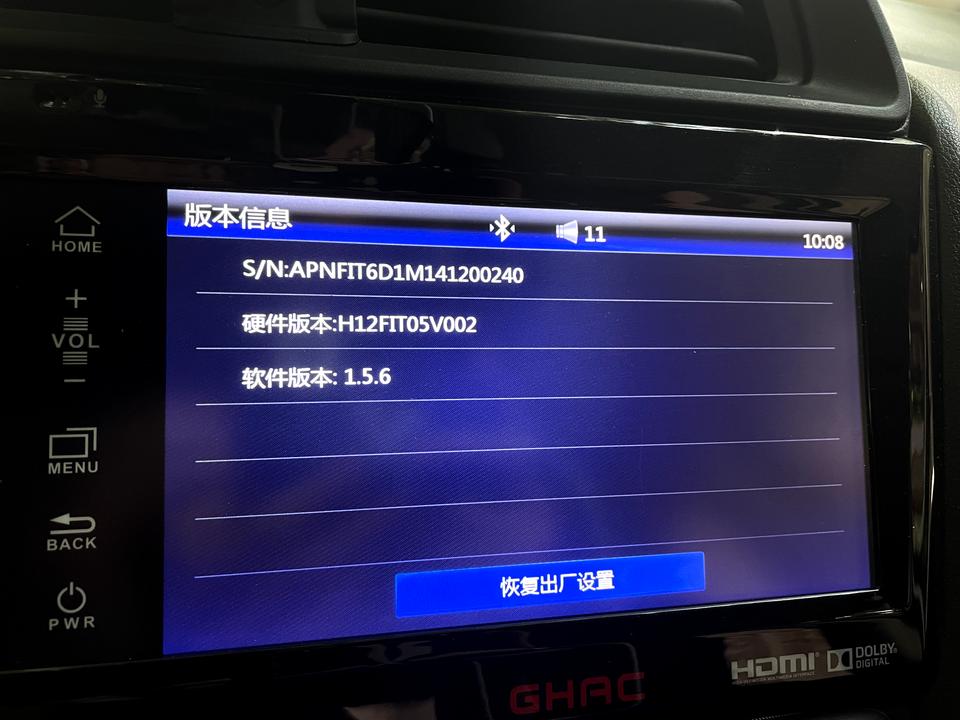 版本信息
11
10:08
S/N:APNFIT6D1M141200240
硬件版本:H12FIT05V002
软件版本: 1.5.6
恢复出厂设置
HOME
+
VOL
−
MENU
BACK
PWR
GHAC
HDMI
DOLBY
DIGITAL